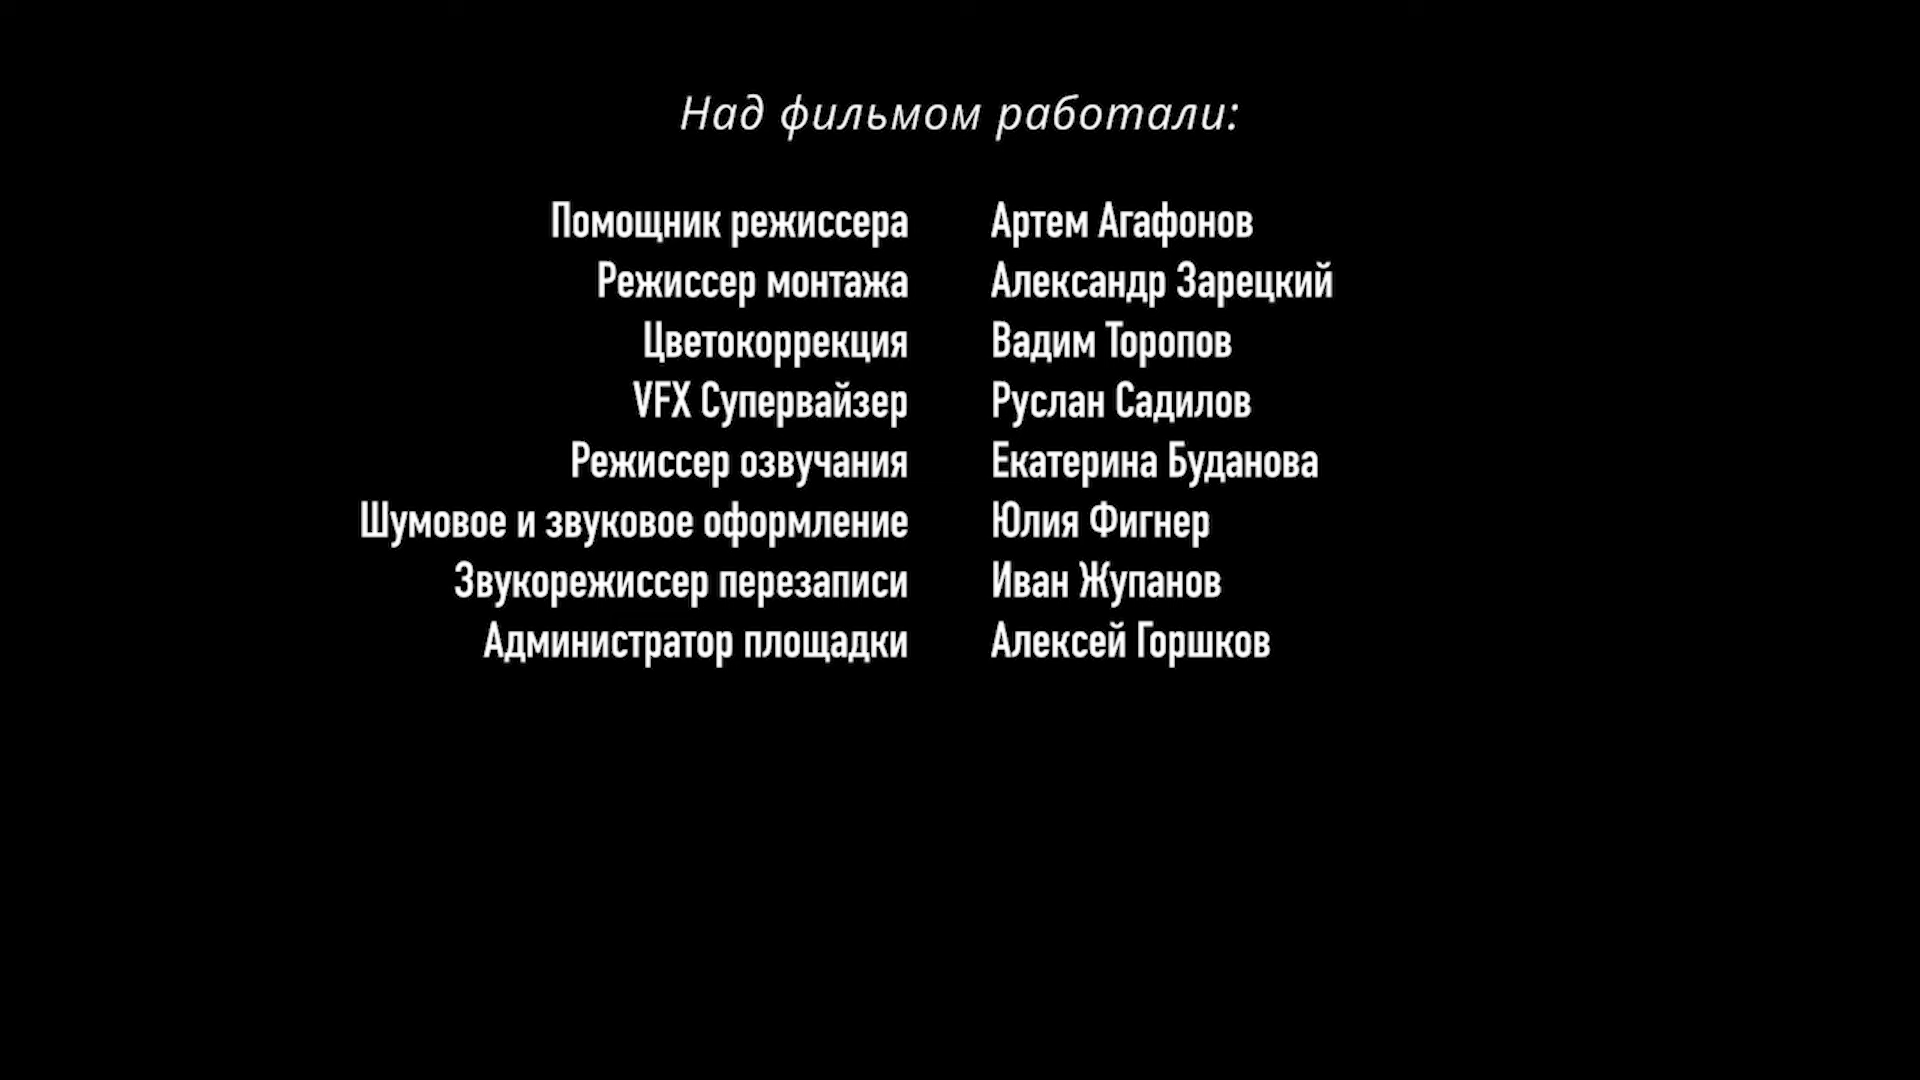 Над фильмом работали:
Помощник режиссера Артем Агафонов
Режиссер монтажа Александр Зарецкий
Цветокоррекция Вадим Торопов
VFX Супервайзер Руслан Садилов
Режиссер озвучания Екатерина Буданова
Шумовое и звуковое оформление Юлия Фигнер
Звукорежиссер перезаписи Иван Жупанов
Администратор площадки Алексей Горшков